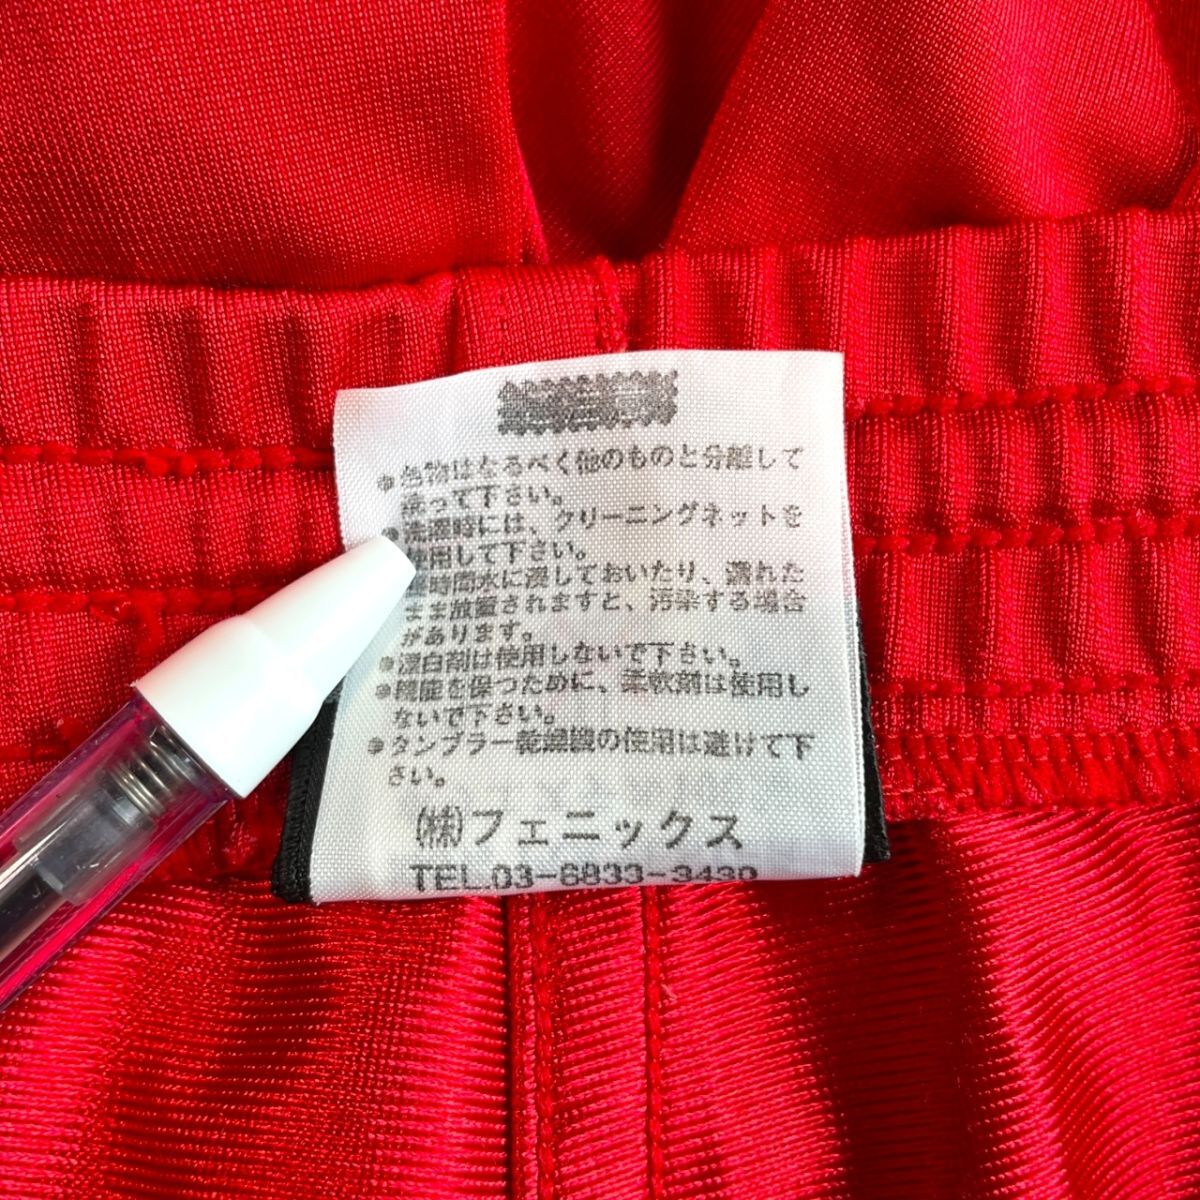 ●色物はなるべく他のものと分離して
洗って下さい。
●洗濯時には、クリーニングネットを
使用して下さい。
時間水に浸しておいたり、濡れた
まま放置されますと、汚染する場合
があります。
●漂白剤は使用しないで下さい。
●機能を保つために、柔軟剤は使用し
ないで下さい。
●タンブラー乾燥機の使用は避けて下
さい。
(株)フェニックス
TEL.03-6833-3439